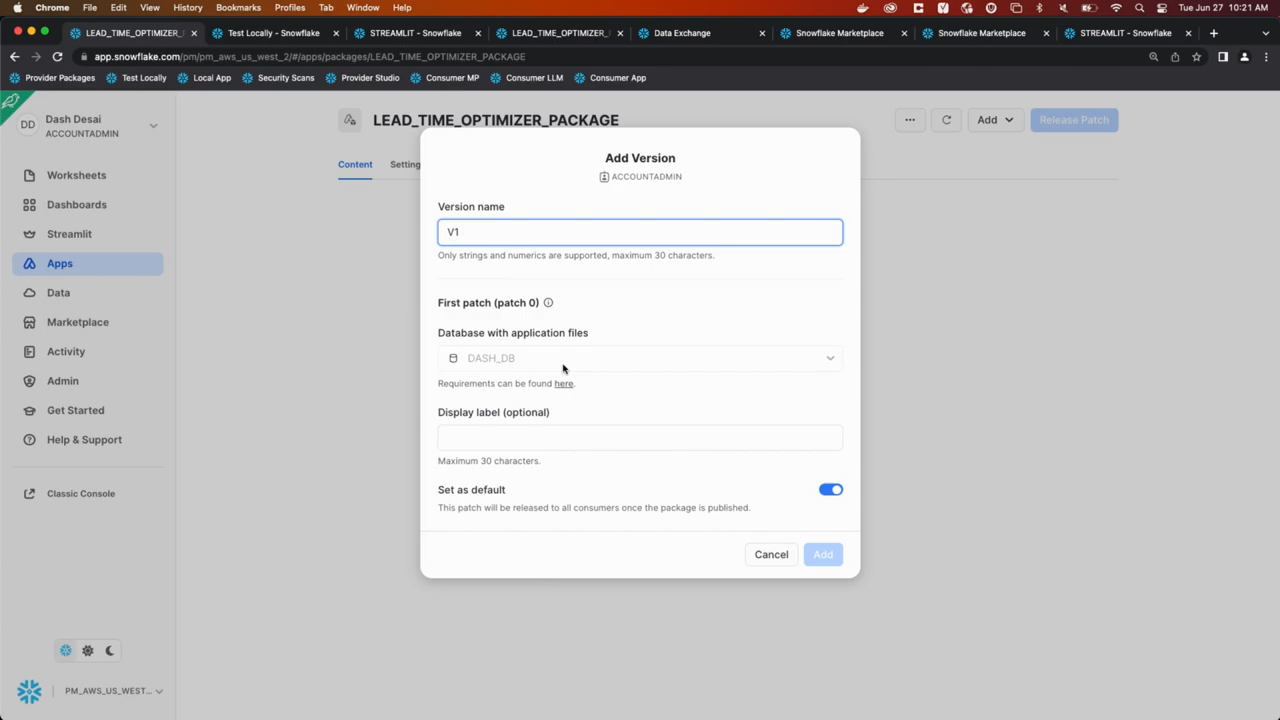 Chrome File Edit View History Bookmarks Profiles Tab Window Help Tue Jun 27 10:21 AM
LEAD_TIME_OPTIMIZER_ Test Locally - Snowflake STREAMLIT - Snowflake LEAD_TIME_OPTIMIZER_ Data Exchange Snowflake Marketplace Snowflake Marketplace STREAMLIT - Snowflake
app.snowflake.com/pm/pm_aws_us_west_2/#/apps/packages/LEAD_TIME_OPTIMIZER_PACKAGE
Provider Packages Test Locally Local App Security Scans Provider Studio Consumer MP Consumer LLM Consumer App
DD
Dash Desai
ACCOUNTADMIN
Worksheets
Dashboards
Streamlit
Apps
Data
Marketplace
Activity
Admin
Get Started
Help & Support
Classic Console
PM_AWS_US_WEST...
LEAD_TIME_OPTIMIZER_PACKAGE
... Add Release Patch
Content Setting
Add Version
ACCOUNTADMIN
Version name
V1
Only strings and numerics are supported, maximum 30 characters.
First patch (patch 0)
Database with application files
DASH_DB
Requirements can be found here.
Display label (optional)
Maximum 30 characters.
Set as default
This patch will be released to all consumers once the package is published.
Cancel Add